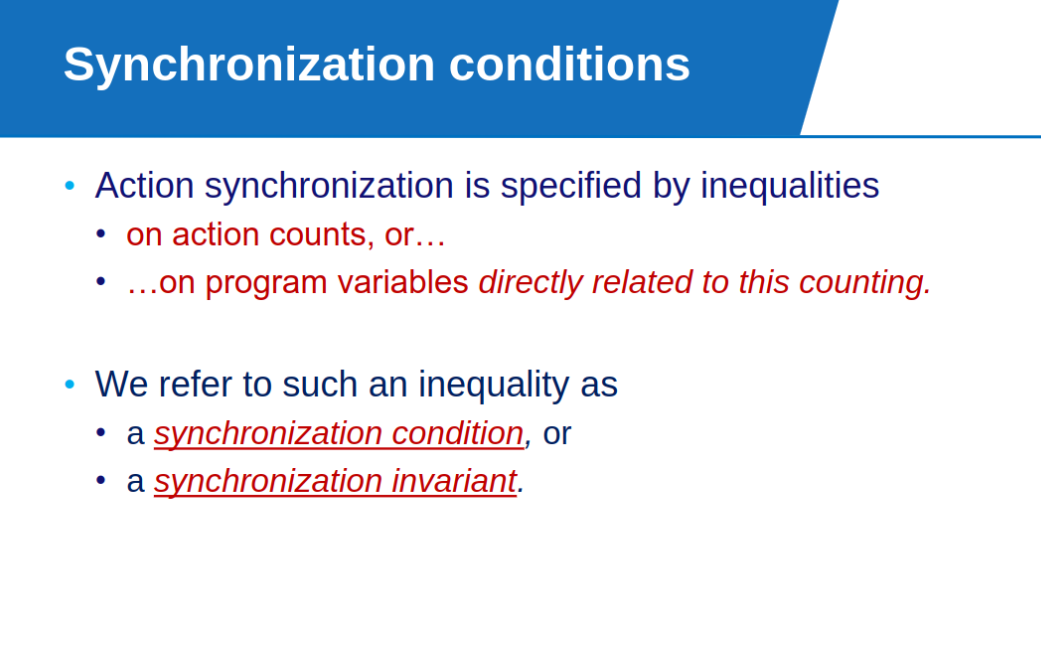 Synchronization conditions
• Action synchronization is specified by inequalities
• on action counts, or…
• …on program variables directly related to this counting.
• We refer to such an inequality as
• a synchronization condition, or
• a synchronization invariant.